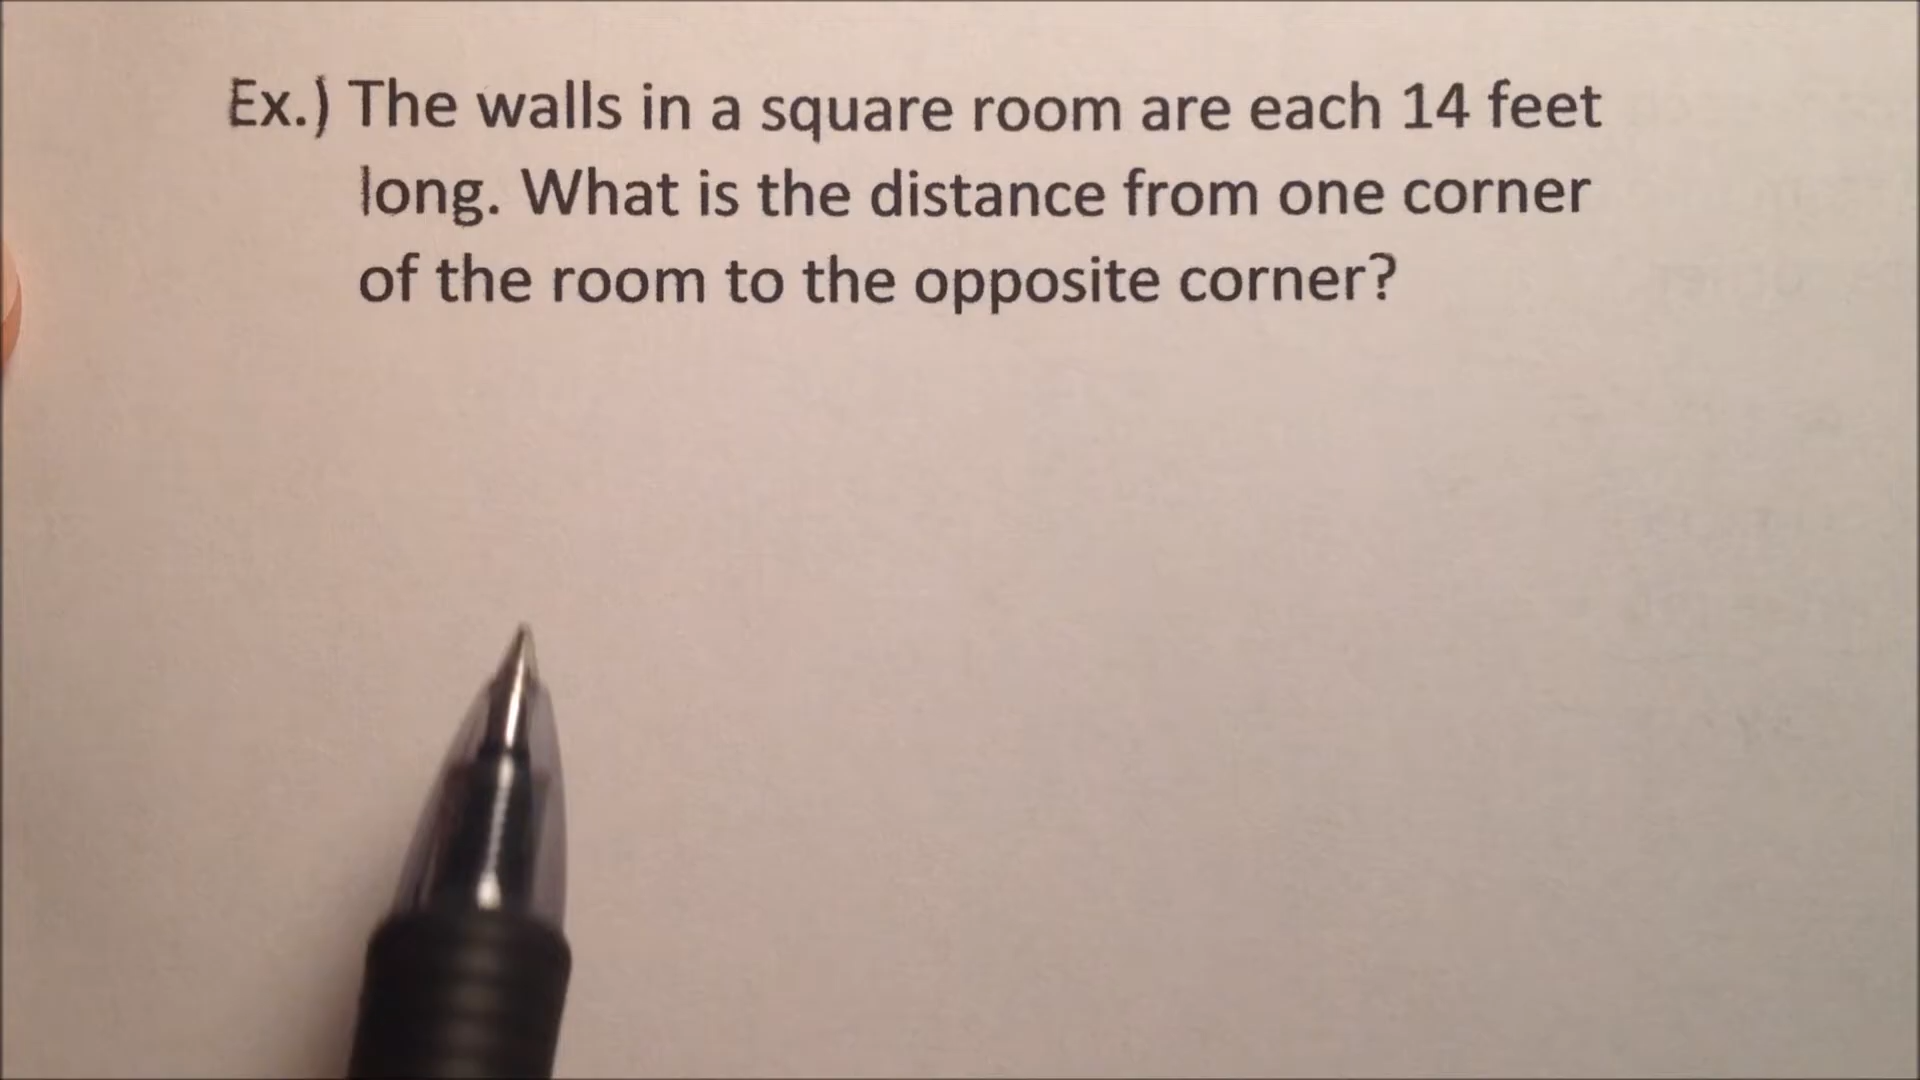 Ex.) The walls in a square room are each 14 feet
long. What is the distance from one corner
of the room to the opposite corner?